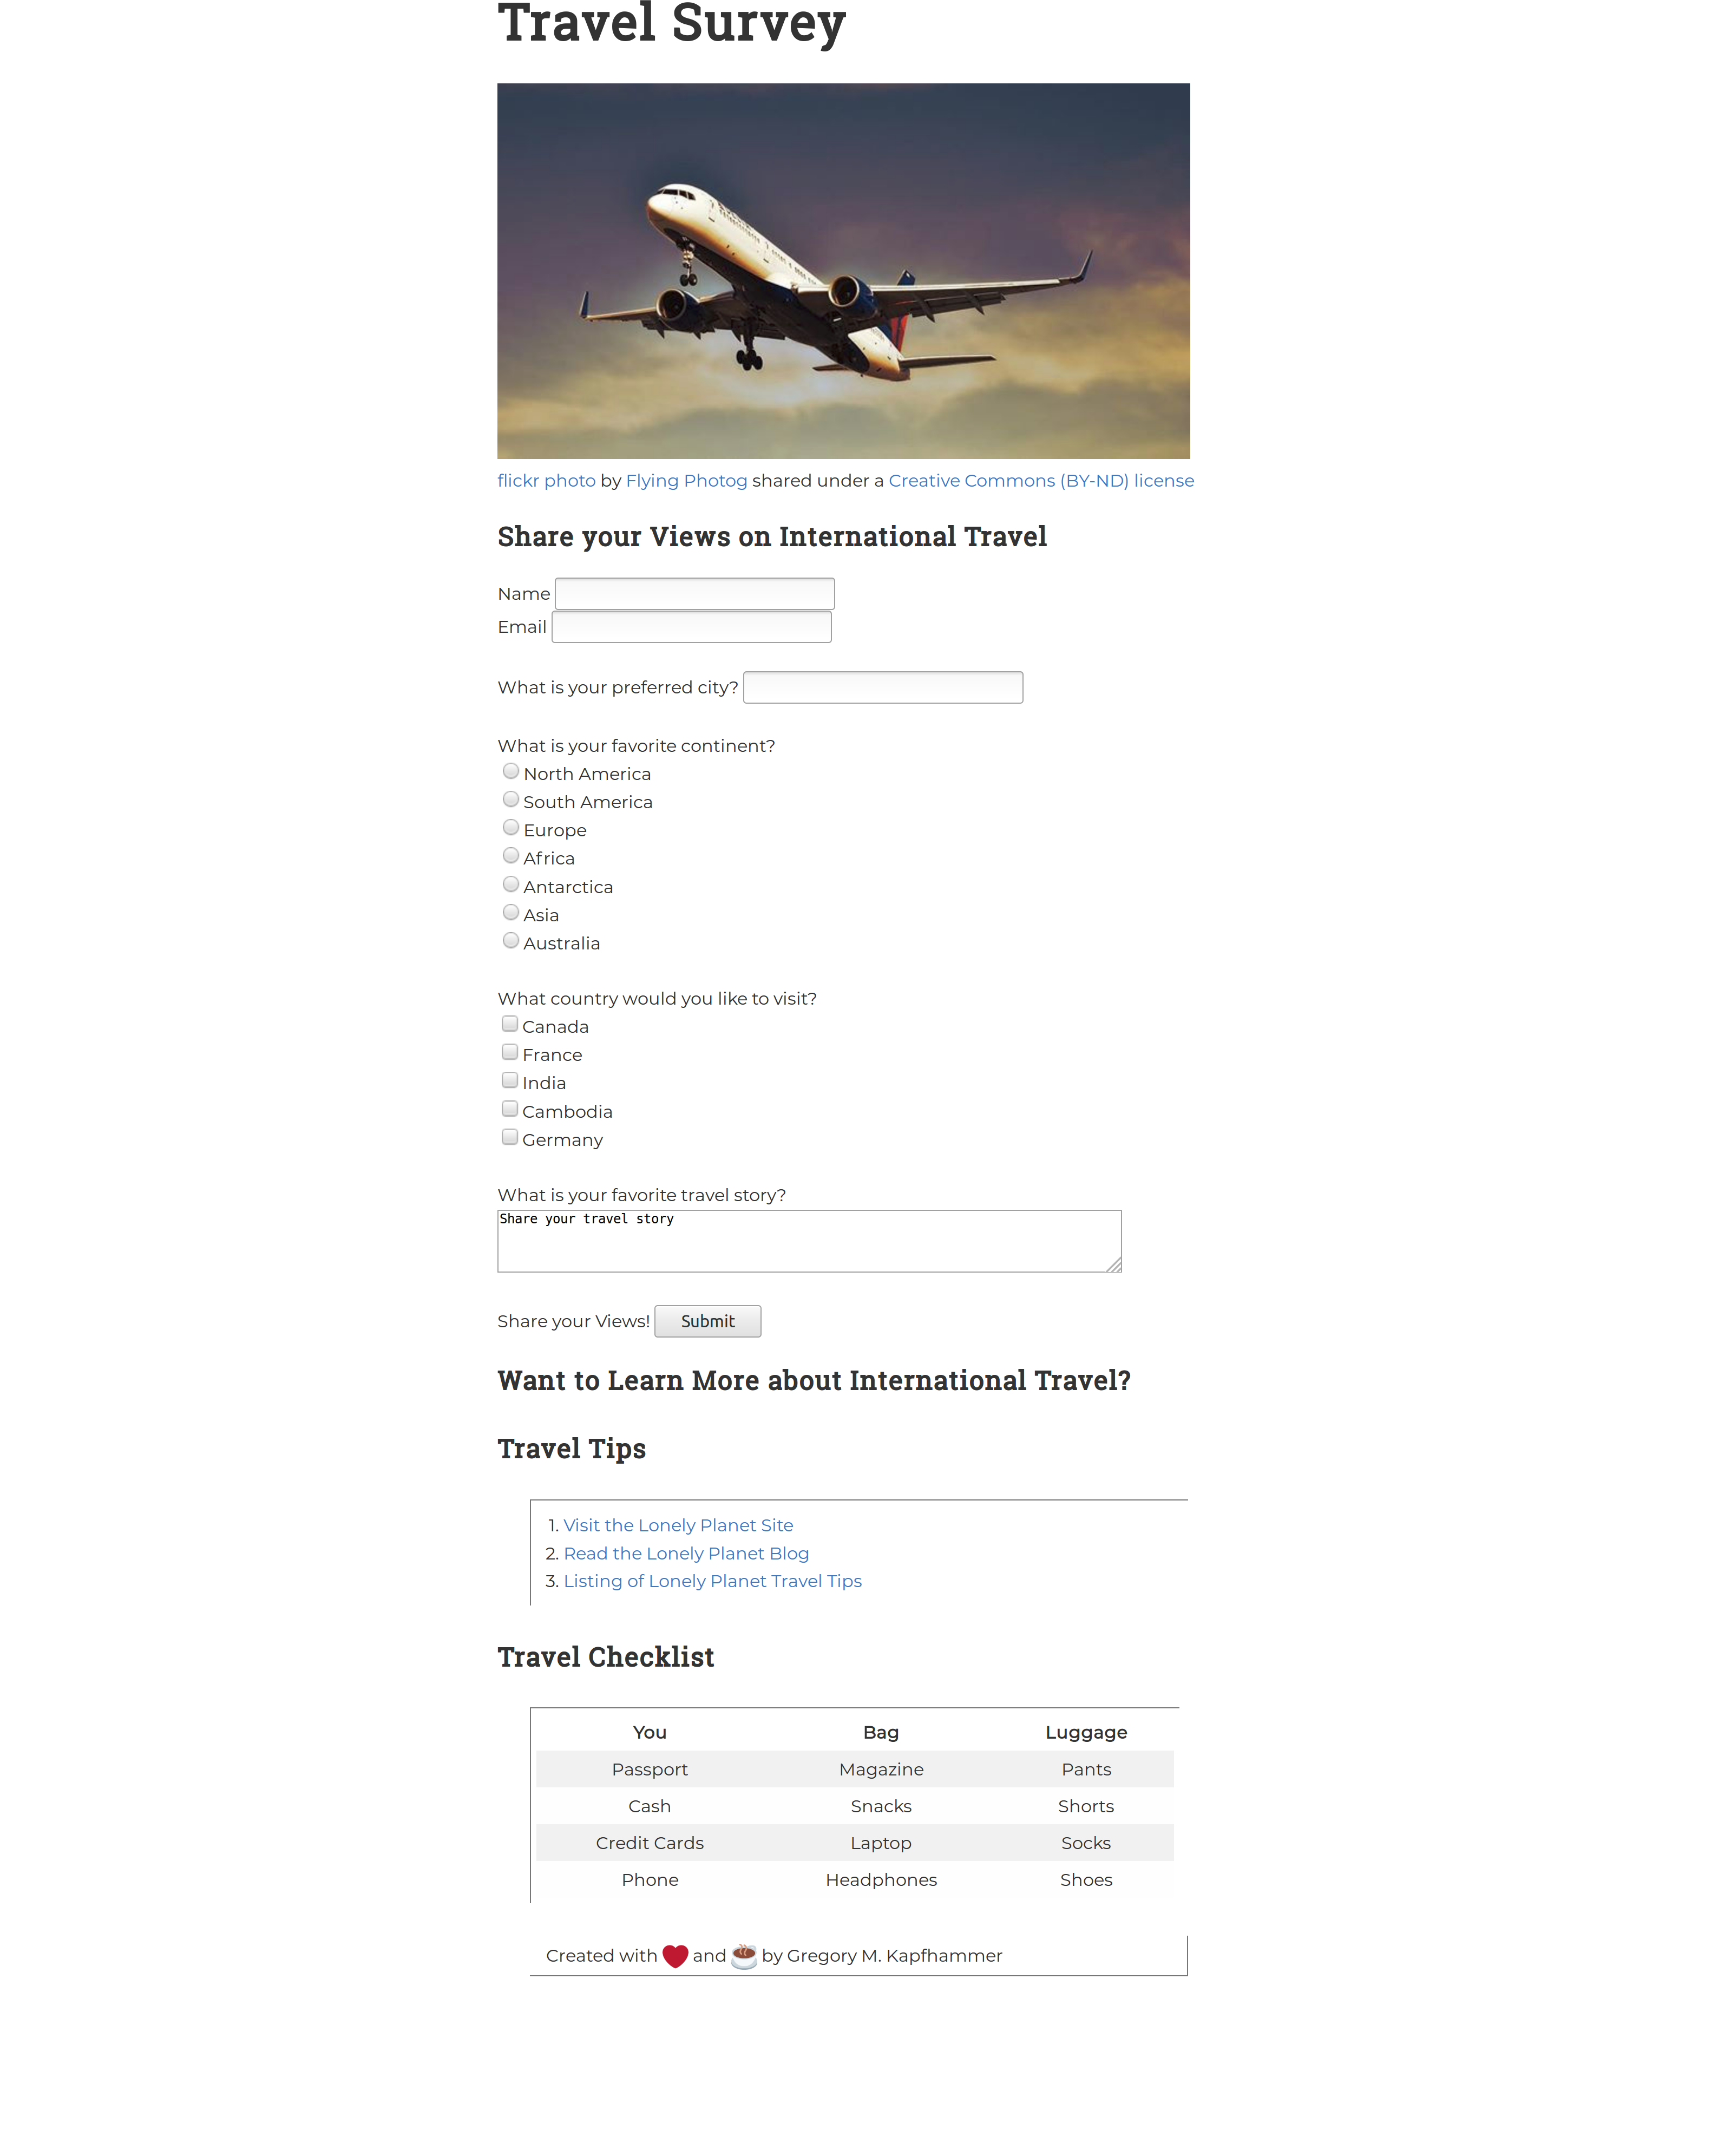 Travel Survey
flickr photo by Flying Photog shared under a Creative Commons (BY-ND) license
Share your Views on International Travel
Name
Email
What is your preferred city?
What is your favorite continent?
North America
South America
Europe
Africa
Antarctica
Asia
Australia
What country would you like to visit?
Canada
France
India
Cambodia
Germany
What is your favorite travel story?
Share your travel story
Share your Views! Submit
Want to Learn More about International Travel?
Travel Tips
1. Visit the Lonely Planet Site
2. Read the Lonely Planet Blog
3. Listing of Lonely Planet Travel Tips
Travel Checklist
You Bag Luggage
Passport Magazine Pants
Cash Snacks Shorts
Credit Cards Laptop Socks
Phone Headphones Shoes
Created with ❤️ and ☕ by Gregory M. Kapfhammer